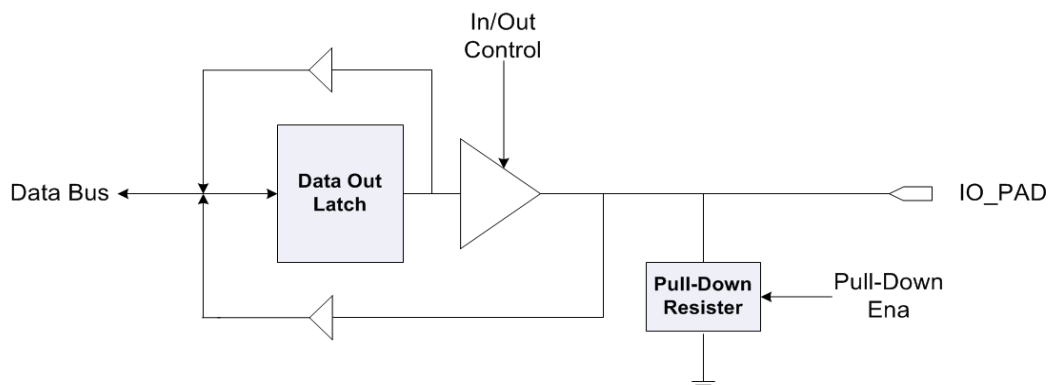 In/Out
Control
Data Bus
Data Out
Latch
IO_PAD
Pull-Down
Resister
Pull-Down
Ena